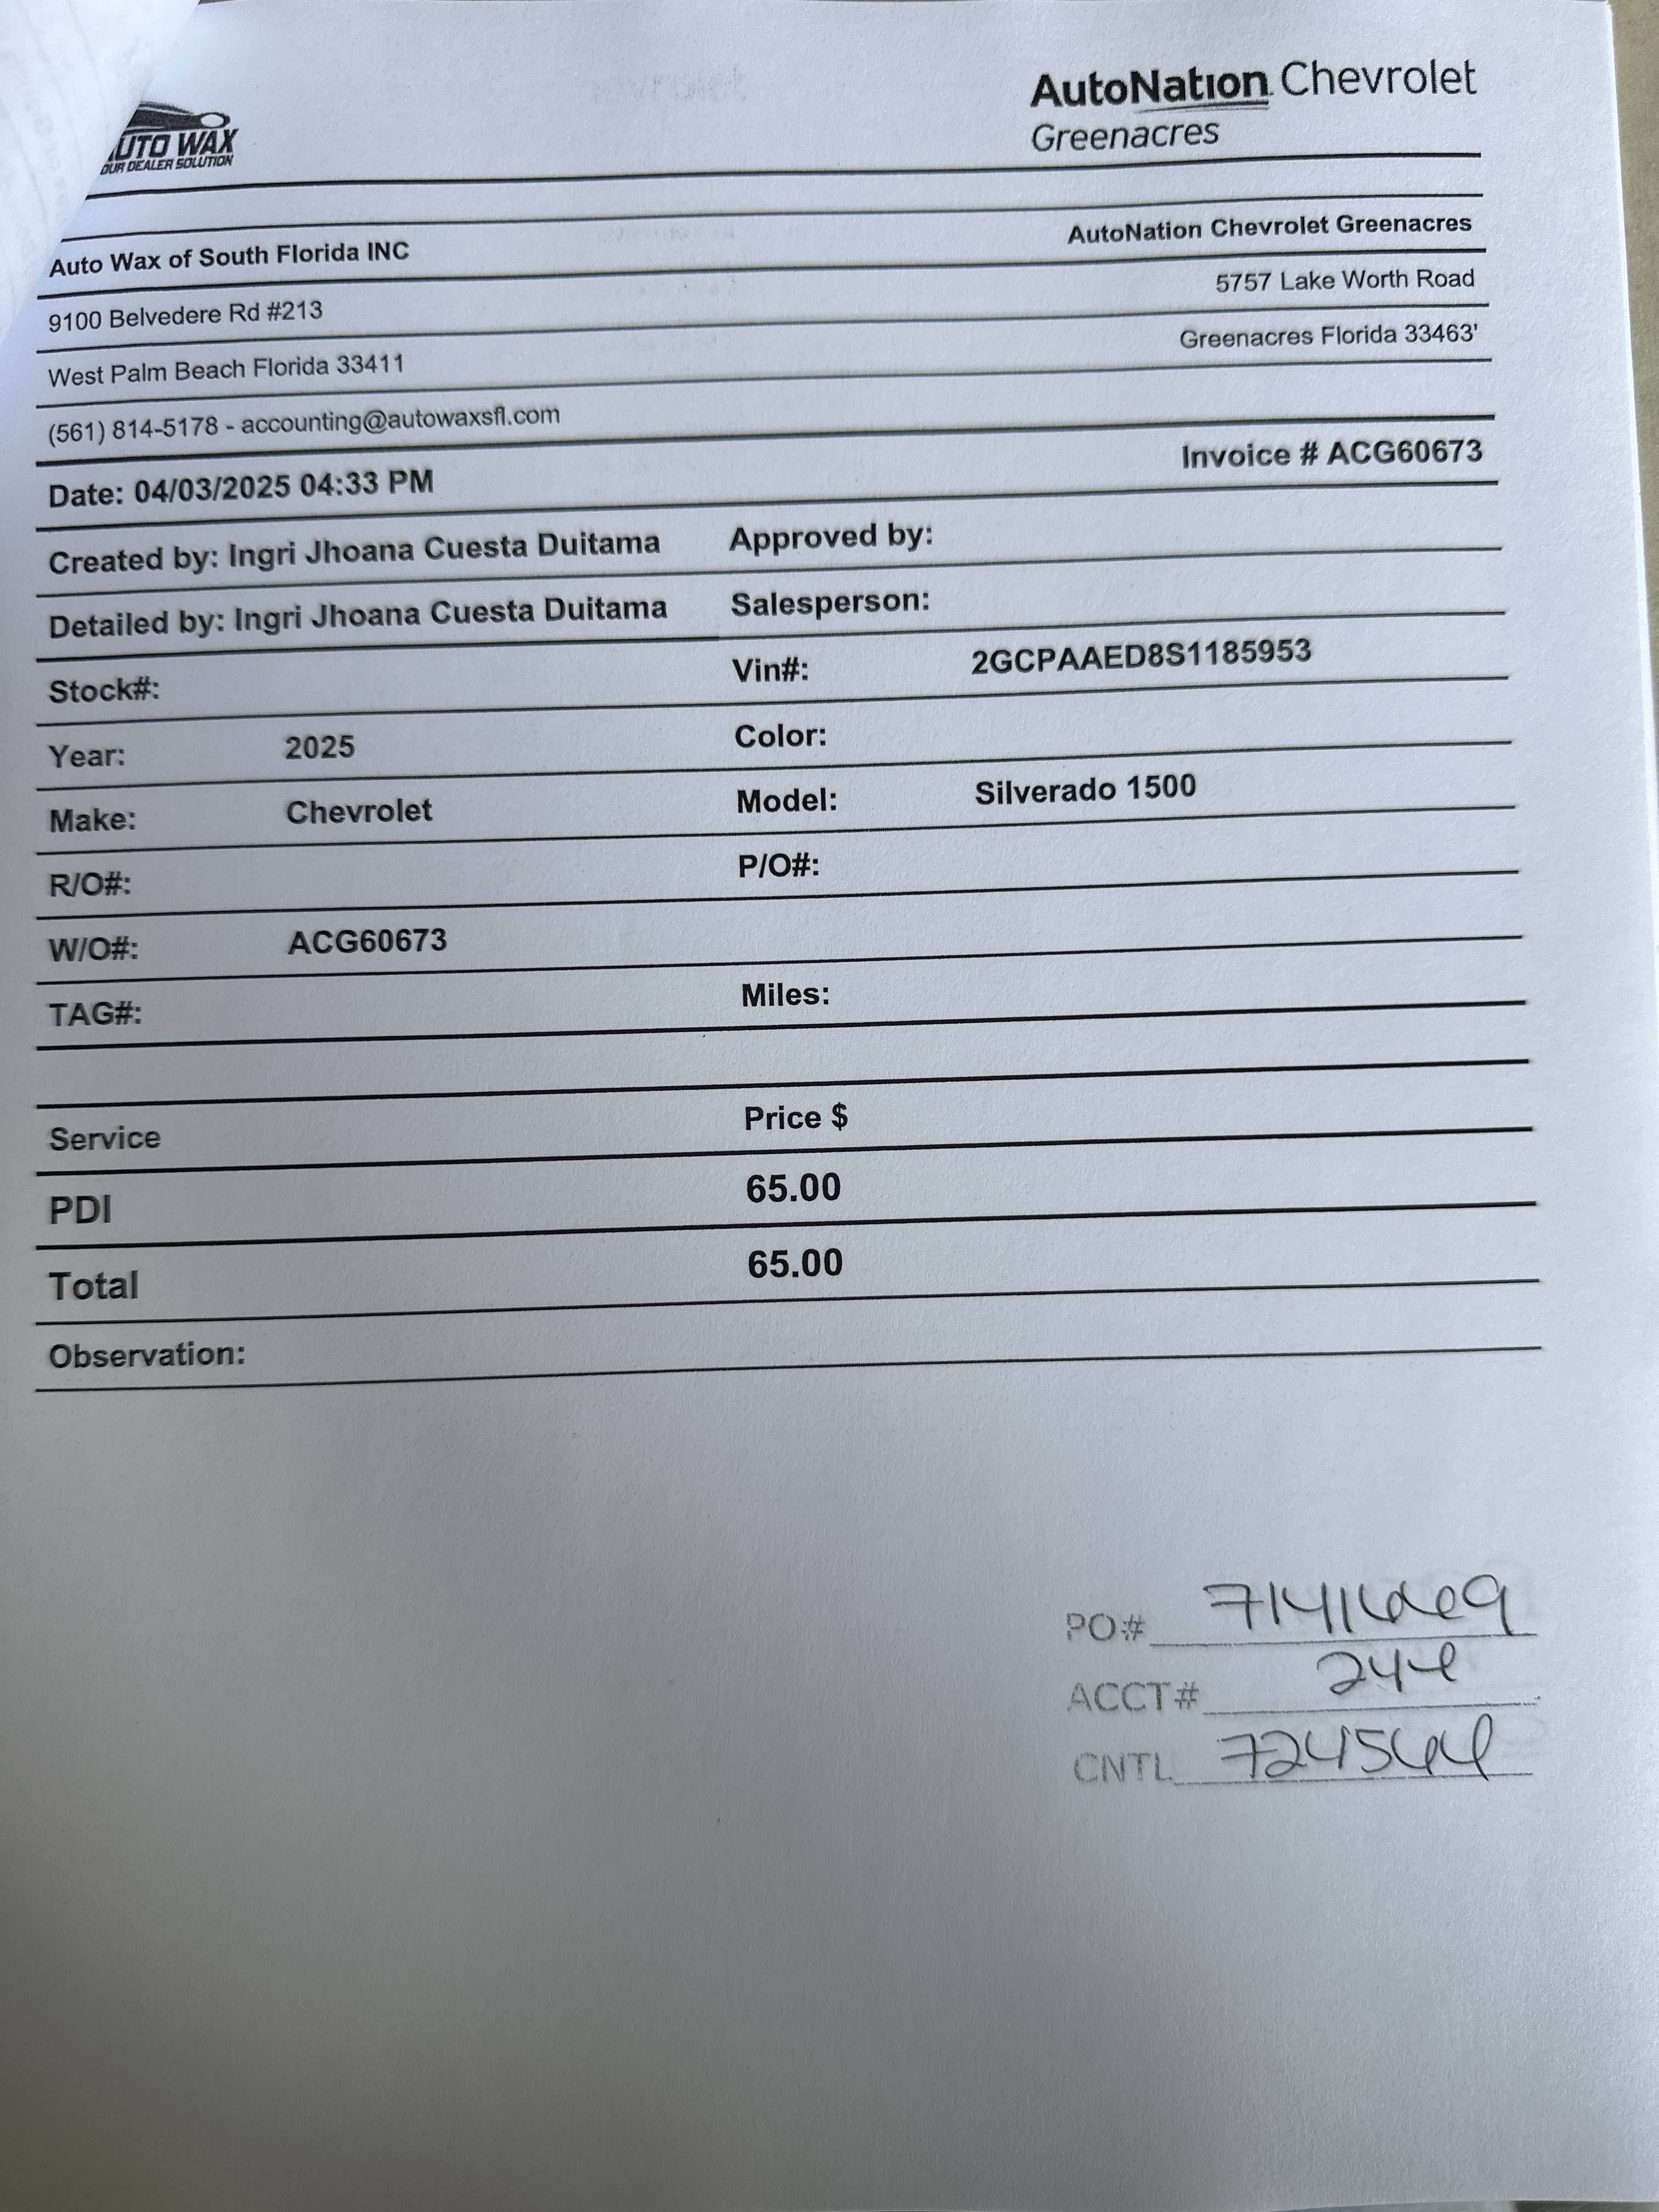 UTO WAX
OUR DEALER SOLUTION
AutoNation Chevrolet
Greenacres
Auto Wax of South Florida INC
AutoNation Chevrolet Greenacres
9100 Belvedere Rd #213
5757 Lake Worth Road
West Palm Beach Florida 33411
Greenacres Florida 33463'
(561) 814-5178 - accounting@autowaxsfl.com
Date: 04/03/2025 04:33 PM
Invoice # ACG60673
Created by: Ingri Jhoana Cuesta Duitama Approved by:
Detailed by: Ingri Jhoana Cuesta Duitama Salesperson:
Stock#: Vin#: 2GCPAAED8S1185953
Year: 2025 Color:
Make: Chevrolet Model: Silverado 1500
R/O#: P/O#:
W/O#: ACG60673
TAG#: Miles:
Service Price $
PDI 65.00
Total 65.00
Observation:
PO#
ACCT# 244
CNTL